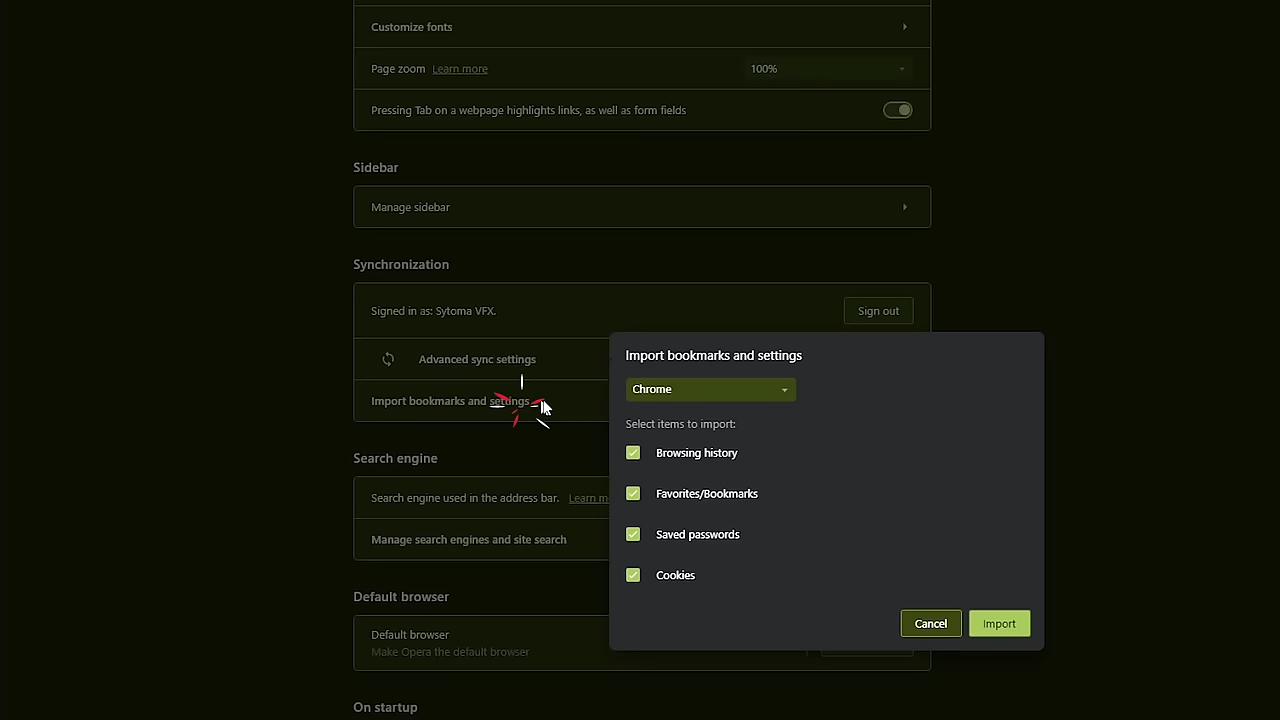 Customize fonts
Page zoom Learn more 100%
Pressing Tab on a webpage highlights links, as well as form fields
Sidebar
Manage sidebar
Synchronization
Signed in as: Sytoma VFX. Sign out
Advanced sync settings
Import bookmarks and settings
Search engine
Search engine used in the address bar. Learn m
Manage search engines and site search
Default browser
Default browser
Make Opera the default browser
On startup
Import bookmarks and settings
Chrome
Select items to import:
Browsing history
Favorites/Bookmarks
Saved passwords
Cookies
Cancel Import